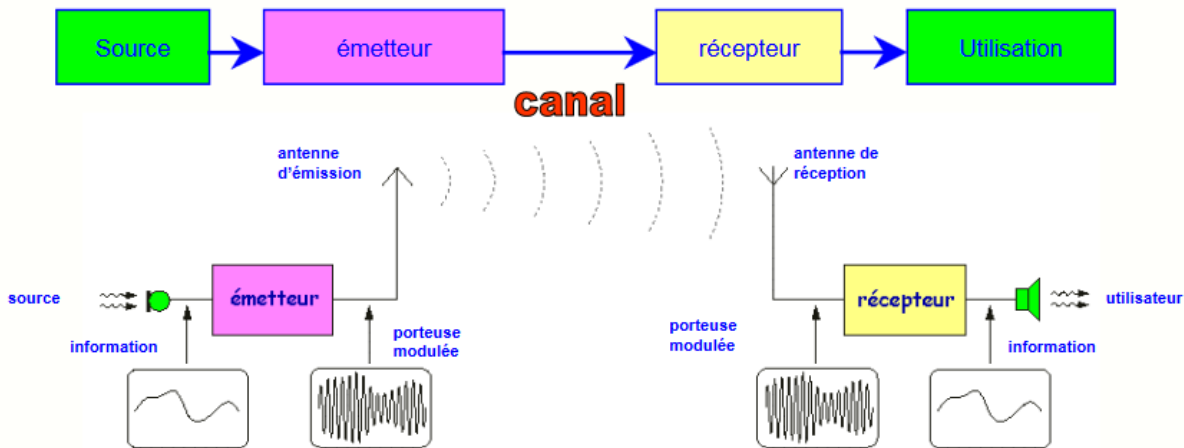 Source
émetteur
récepteur
Utilisation
canal
antenne
d'émission
antenne de
réception
source
émetteur
récepteur
utilisateur
information
porteuse
modulée
porteuse
modulée
information